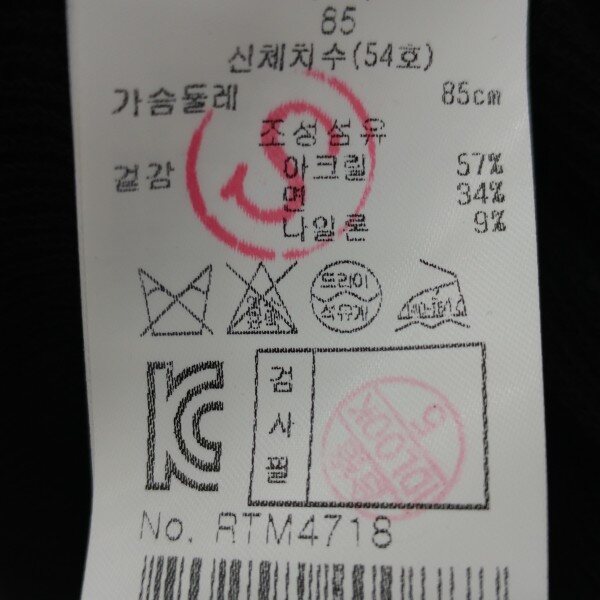 85
신체치수(54호)
가슴둘레 85cm
조성섬유
겉감 아크릴 57%
면 34%
나일론 9%
드라이
석유계
검사필
No. RTM4718